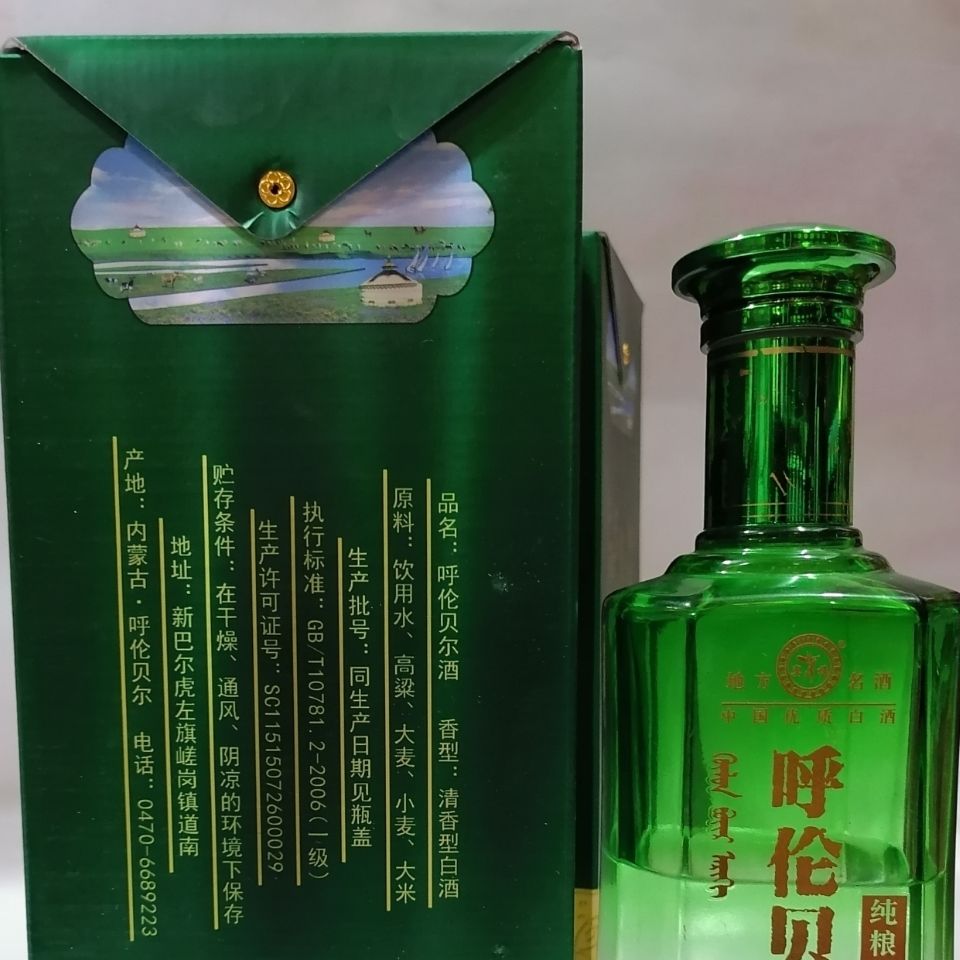 品名：呼伦贝尔酒 香型：清香型白酒
原料：饮用水、高粱、大麦、小麦、大米
生产批号：同生产日期见瓶盖
执行标准：GB/T10781.2-2006(一级)
生产许可证号：SC11515072600029
贮存条件：在干燥、通风、阴凉的环境下保存
地址：新巴尔虎左旗嵯岗镇道南
产地：内蒙古·呼伦贝尔 电话：0470-6689223
地方名酒
中国优质白酒
呼伦贝
纯粮